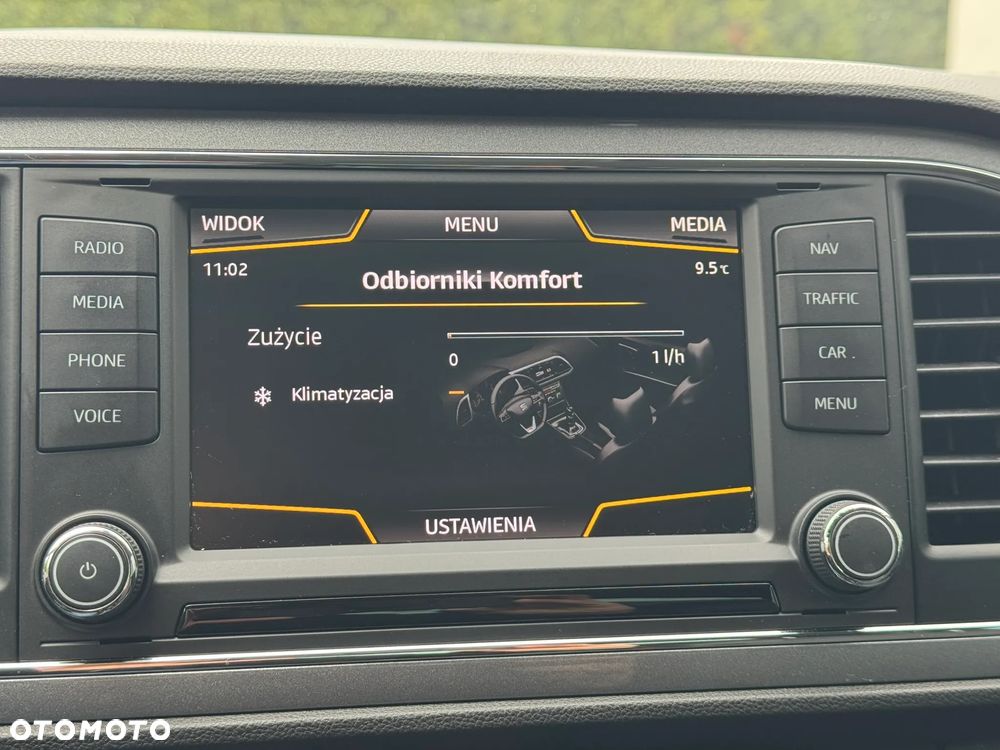 WIDOK MENU MEDIA
11:02 9.5°C
Odbiorniki Komfort
Zużycie
0 1 l/h
Klimatyzacja
USTAWIENIA
RADIO
MEDIA
PHONE
VOICE
NAV
TRAFFIC
CAR
MENU
OTOMOTO